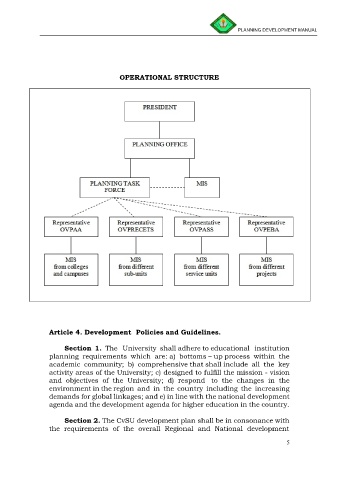 PLANNING DEVELOPMENT MANUAL
OPERATIONAL STRUCTURE
PRESIDENT
PLANNING OFFICE
PLANNING TASK
FORCE
MIS
Representative
OVPAA
Representative
OVPRECETS
Representative
OVPASS
Representative
OVPEBA
MIS
from colleges
and campuses
MIS
from different
sub-units
MIS
from different
service units
MIS
from different
projects
Article 4. Development Policies and Guidelines.
Section 1. The University shall adhere to educational institution
planning requirements which are: a) bottoms – up process within the
academic community; b) comprehensive that shall include all the key
activity areas of the University; c) designed to fulfill the mission - vision
and objectives of the University; d) respond to the changes in the
environment in the region and in the country including the increasing
demands for global linkages; and e) in line with the national development
agenda and the development agenda for higher education in the country.
Section 2. The CvSU development plan shall be in consonance with
the requirements of the overall Regional and National development
5